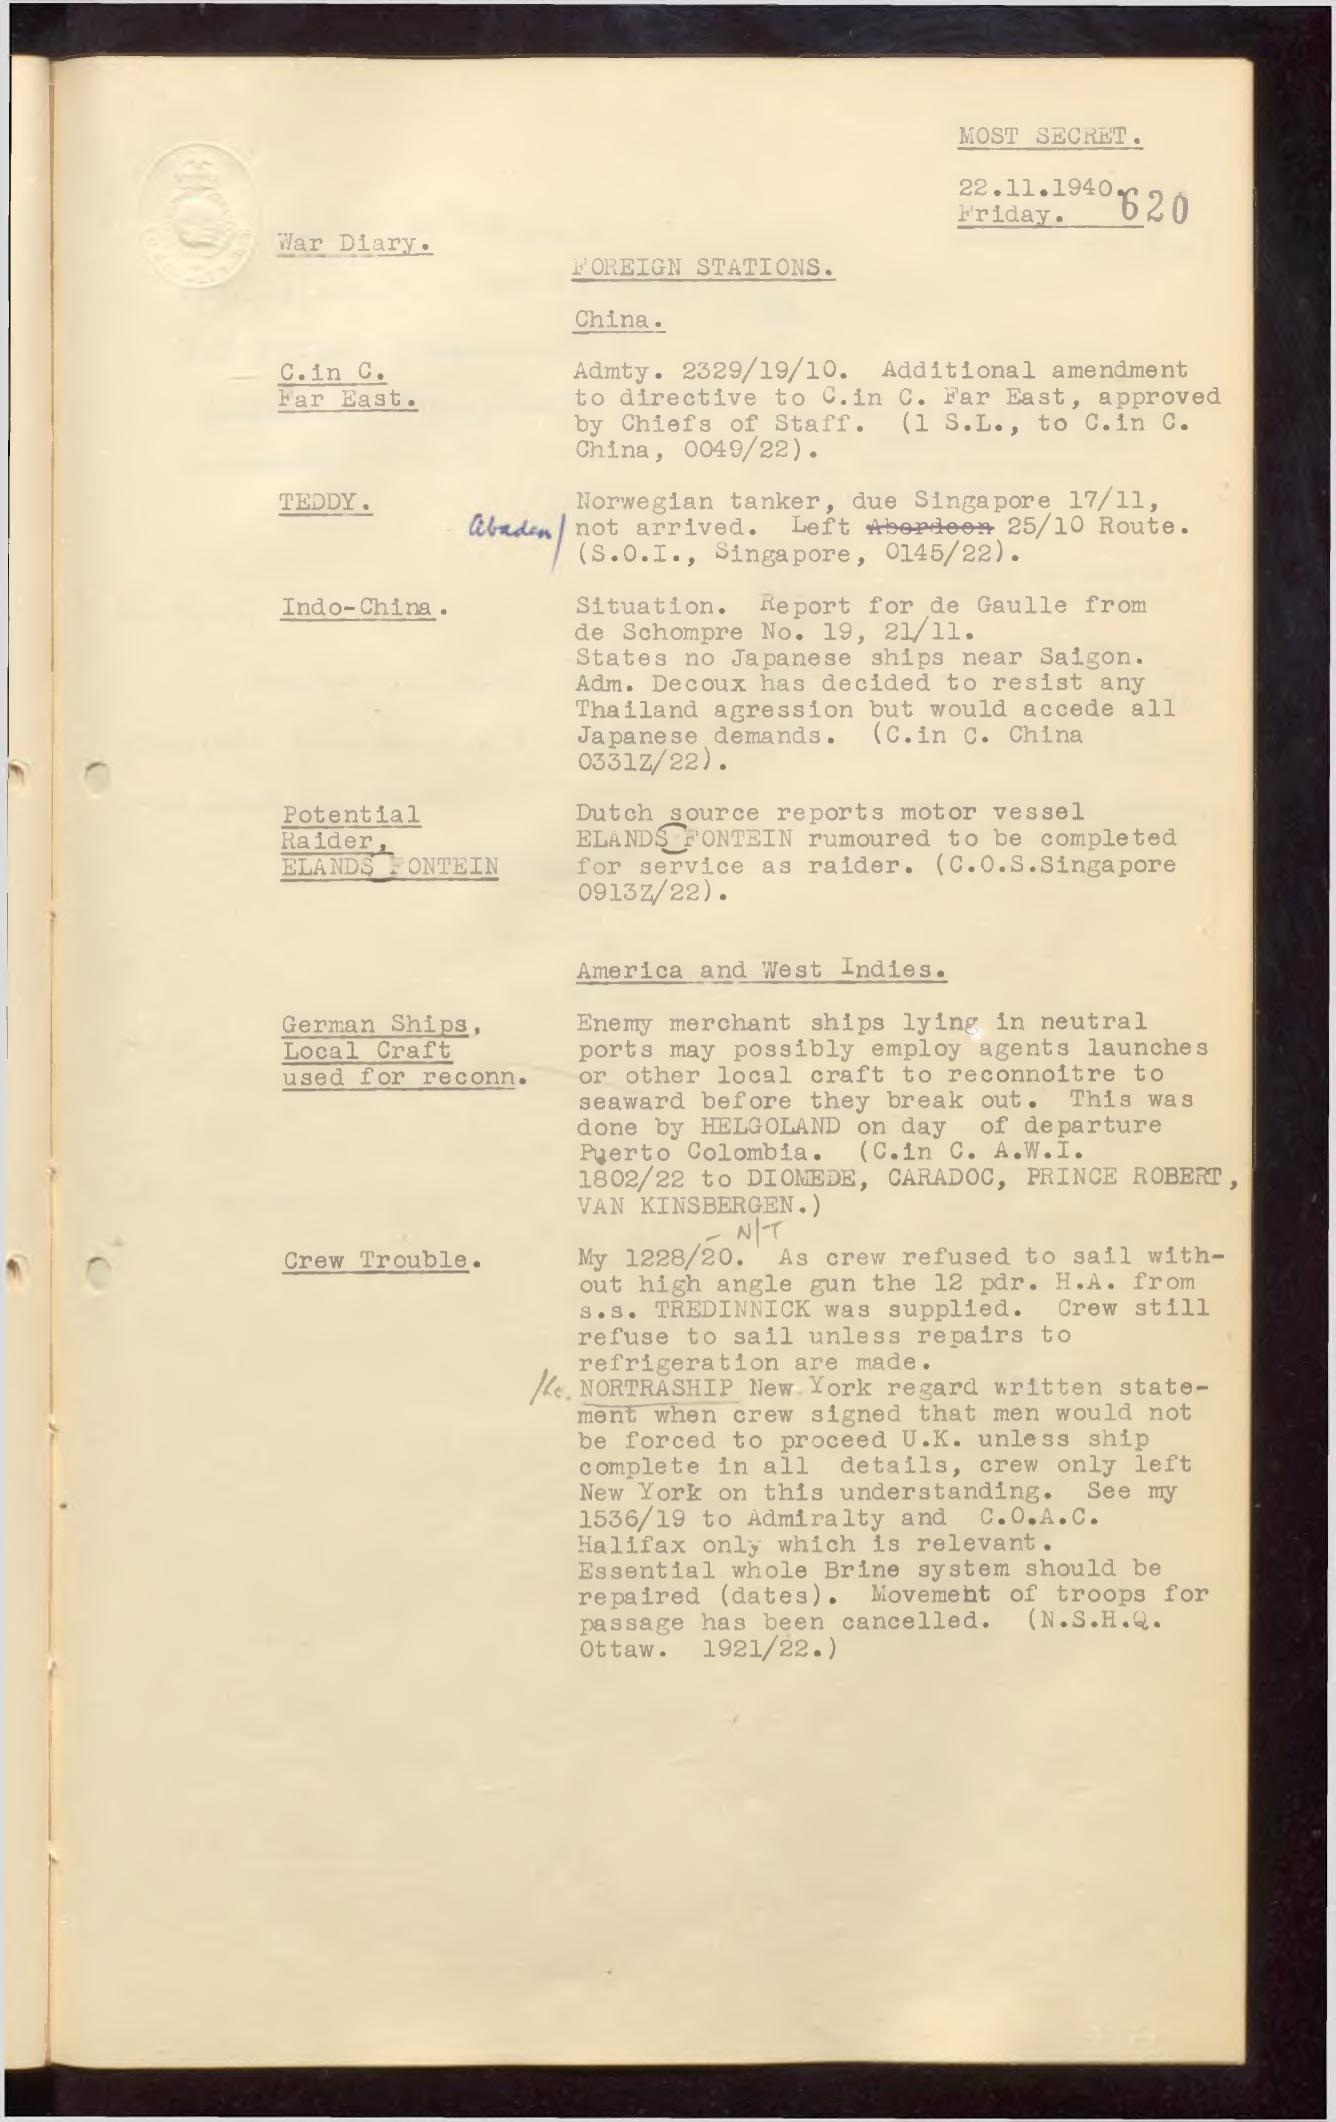 MOST SECRET.
22.11.1940.
Friday. 620
War Diary.
FOREIGN STATIONS.
China.
C.in C.
Far East.
Admty. 2329/19/10. Additional amendment
to directive to C.in C. Far East, approved
by Chiefs of Staff. (1 S.L., to C.in C.
China, 0049/22).
TEDDY.
Norwegian tanker, due Singapore 17/11,
Abadan/ not arrived. Left Aberdeen 25/10 Route.
(S.O.I., Singapore, 0145/22).
Indo-China.
Situation. Report for de Gaulle from
de Schompre No. 19, 21/11.
States no Japanese ships near Saigon.
Adm. Decoux has decided to resist any
Thailand agression but would accede all
Japanese demands. (C.in C. China
0331Z/22).
Potential
Raider,
ELANDS FONTEIN
Dutch source reports motor vessel
ELANDS FONTEIN rumoured to be completed
for service as raider. (C.O.S.Singapore
0913Z/22).
America and West Indies.
German Ships,
Local Craft
used for reconn.
Enemy merchant ships lying in neutral
ports may possibly employ agents launches
or other local craft to reconnoitre to
seaward before they break out. This was
done by HELGOLAND on day of departure
Puerto Colombia. (C.in C. A.W.I.
1802/22 to DIOMEDE, CARADOC, PRINCE ROBERT,
VAN KINSBERGEN.)
- N/T
Crew Trouble.
My 1228/20. As crew refused to sail with-
out high angle gun the 12 pdr. H.A. from
s.s. TREDINNICK was supplied. Crew still
refuse to sail unless repairs to
refrigeration are made.
NORTRASHIP New York regard written state-
ment when crew signed that men would not
be forced to proceed U.K. unless ship
complete in all details, crew only left
New York on this understanding. See my
1536/19 to Admiralty and C.O.A.C.
Halifax only which is relevant.
Essential whole Brine system should be
repaired (dates). Movement of troops for
passage has been cancelled. (N.S.H.Q.
Ottaw. 1921/22.)